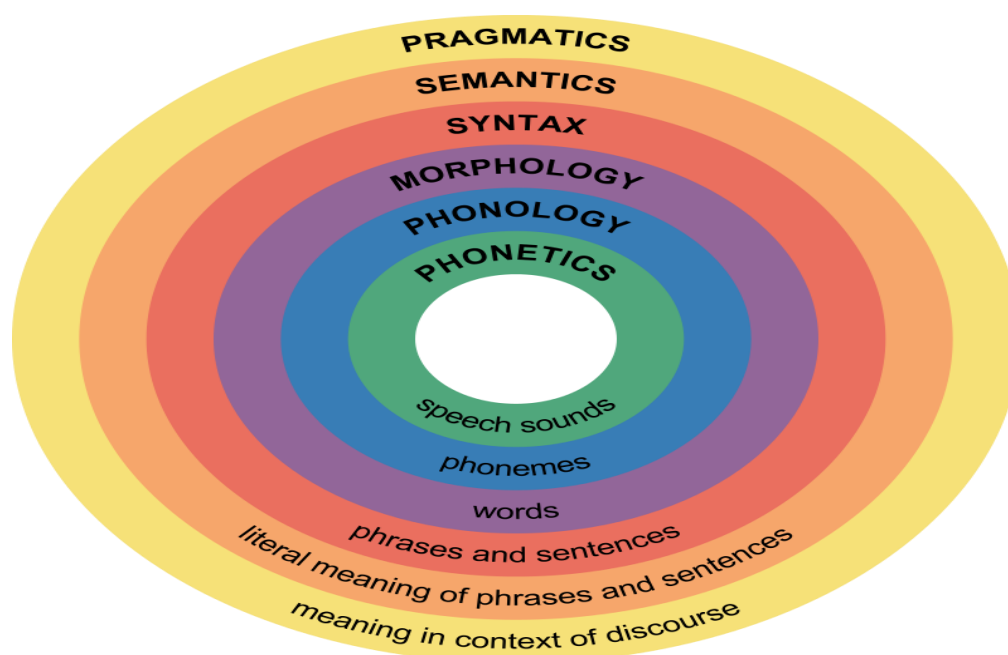 PRAGMATICS
SEMANTICS
SYNTAX
MORPHOLOGY
PHONOLOGY
PHONETICS
speech sounds
phonemes
words
phrases and sentences
literal meaning of phrases and sentences
meaning in context of discourse